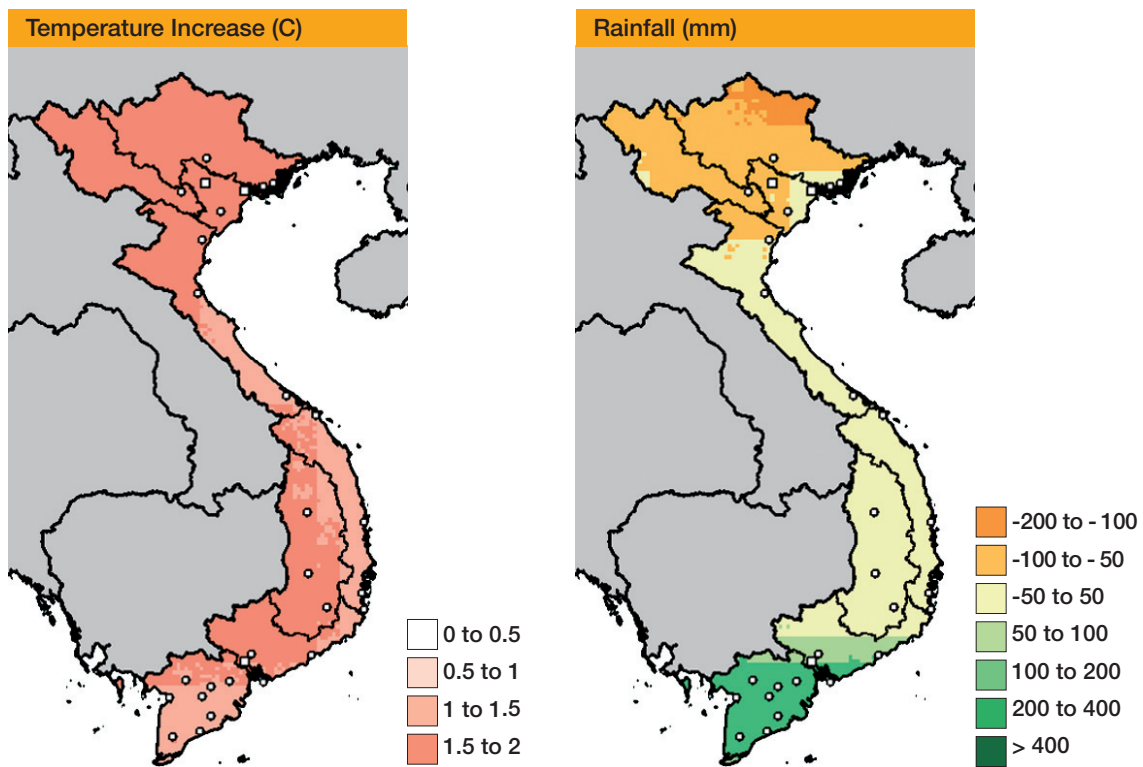 Temperature Increase (C)
0 to 0.5
0.5 to 1
1 to 1.5
1.5 to 2
Rainfall (mm)
-200 to - 100
-100 to - 50
-50 to 50
50 to 100
100 to 200
200 to 400
> 400